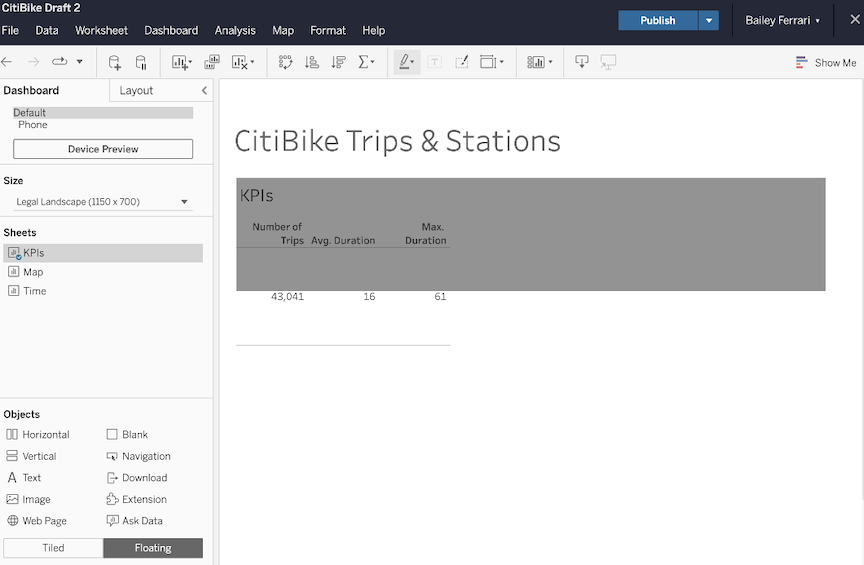 CitiBike Draft 2
File Data Worksheet Dashboard Analysis Map Format Help
Publish
Bailey Ferrari
Show Me
Dashboard
Layout
Default
Phone
Device Preview
Size
Legal Landscape (1150 x 700)
Sheets
KPIs
Map
Time
Objects
Horizontal
Blank
Vertical
Navigation
Text
Download
Image
Extension
Web Page
Ask Data
Tiled
Floating
CitiBike Trips & Stations
KPIs
Number of Max.
Trips Avg. Duration Duration
43,041 16 61